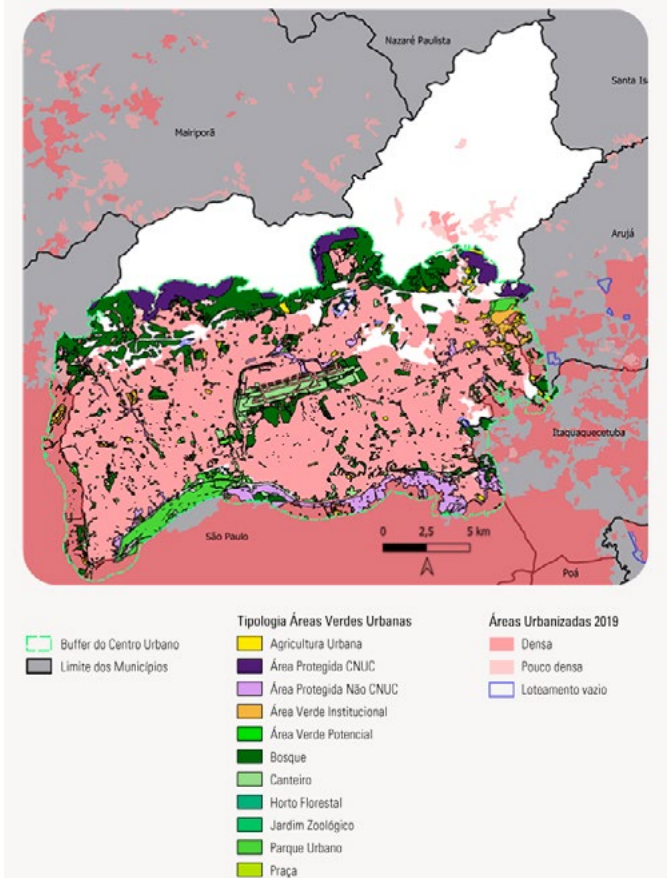 Nazaré Paulista
Santa Is
Mairiporã
Arujá
Itaquaquecetuba
São Paulo
Poá
0 2,5 5 km
Buffer do Centro Urbano
Limite dos Municípios
Tipologia Áreas Verdes Urbanas
Agricultura Urbana
Área Protegida CNUC
Área Protegida Não CNUC
Área Verde Institucional
Área Verde Potencial
Bosque
Canteiro
Horto Florestal
Jardim Zoológico
Parque Urbano
Praça
Áreas Urbanizadas 2019
Densa
Pouco densa
Loteamento vazio